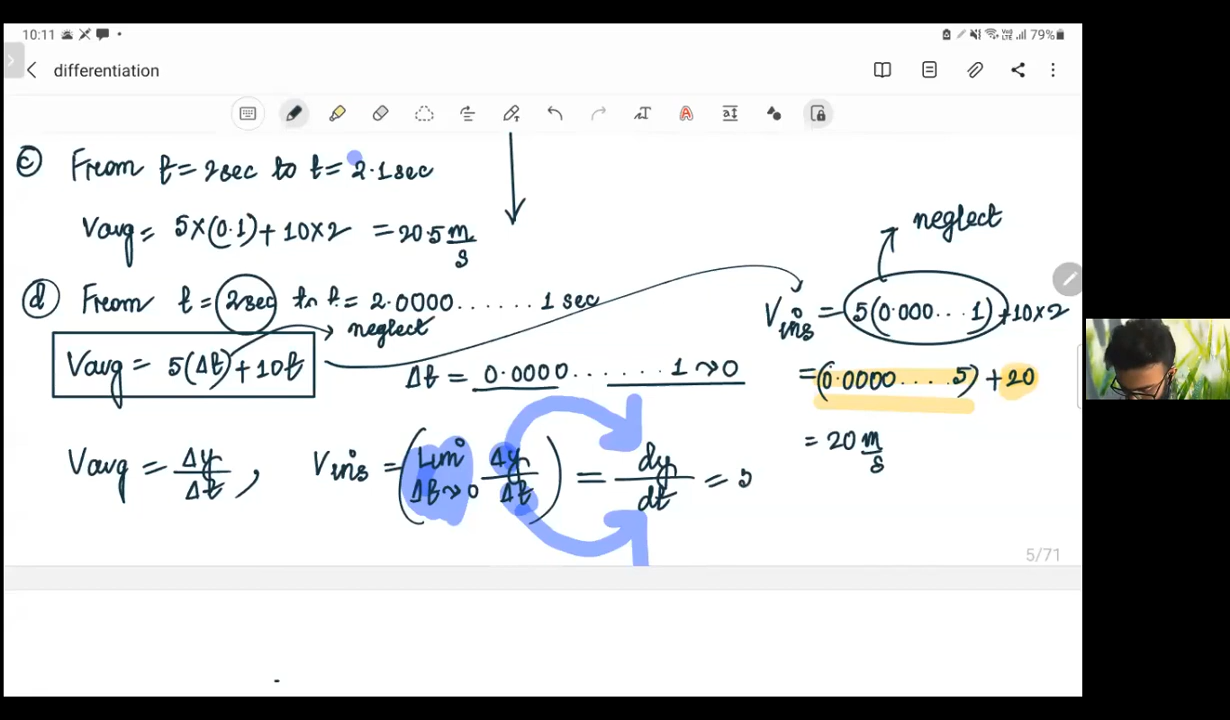 10:11
79%
differentiation
ⓒ From t = 2sec to t = 2.1sec
Vavg = 5×(0.1) + 10×2 = 20.5 m/s
ⓓ From t = 2sec to t = 2.0000......1 sec
neglect
Vavg = 5(Δt) + 10t
Δt = 0.0000.......1 → 0
neglect
Vins = 5(0.000...1) + 10×2
= (0.0000....5) + 20
= 20 m/s
Vavg = Δy/Δt, Vins = (Lim Δt→0 Δy/Δt) = dy/dt =
5/71